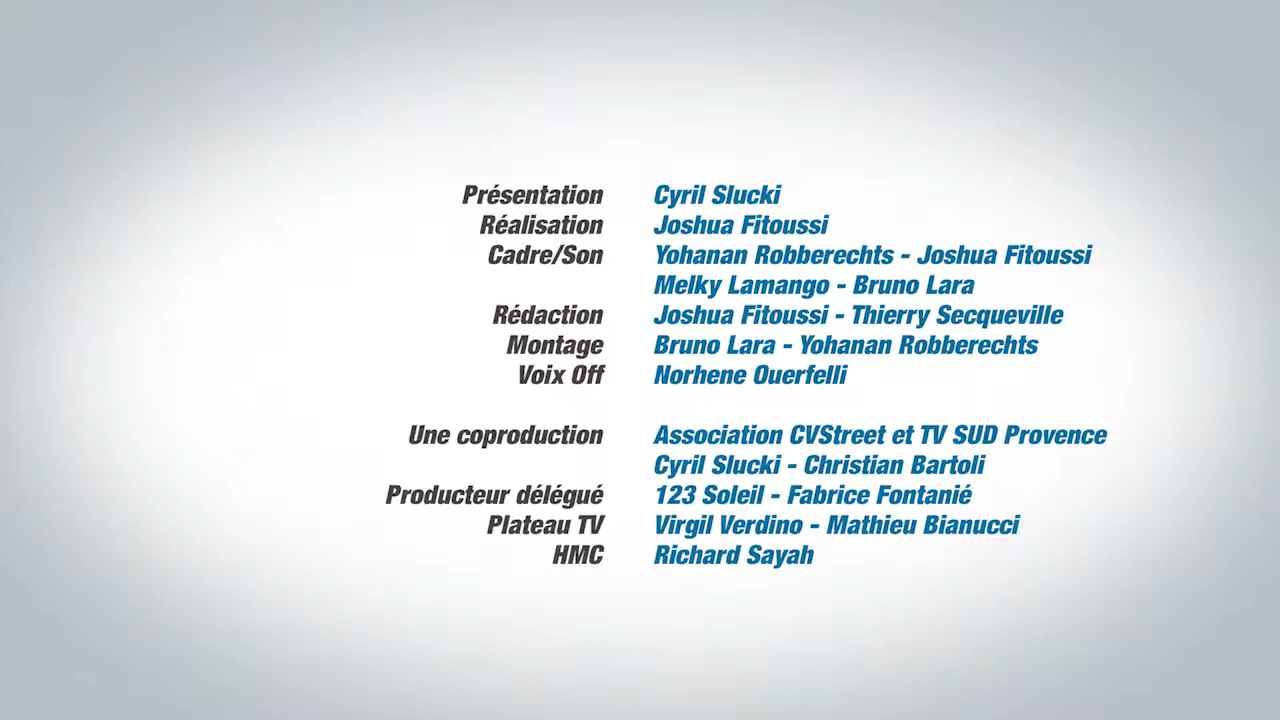 Présentation Cyril Slucki
Réalisation Joshua Fitoussi
Cadre/Son Yohanan Robberechts - Joshua Fitoussi
Melky Lamango - Bruno Lara
Rédaction Joshua Fitoussi - Thierry Secqueville
Montage Bruno Lara - Yohanan Robberechts
Voix Off Norhene Ouerfelli
Une coproduction Association CVStreet et TV SUD Provence
Cyril Slucki - Christian Bartoli
Producteur délégué 123 Soleil - Fabrice Fontanié
Plateau TV Virgil Verdino - Mathieu Bianucci
HMC Richard Sayah